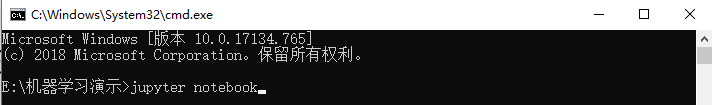 C:\Windows\System32\cmd.exe
Microsoft Windows [版本 10.0.17134.765]
(c) 2018 Microsoft Corporation。保留所有权利。
E:\机器学习演示>jupyter notebook